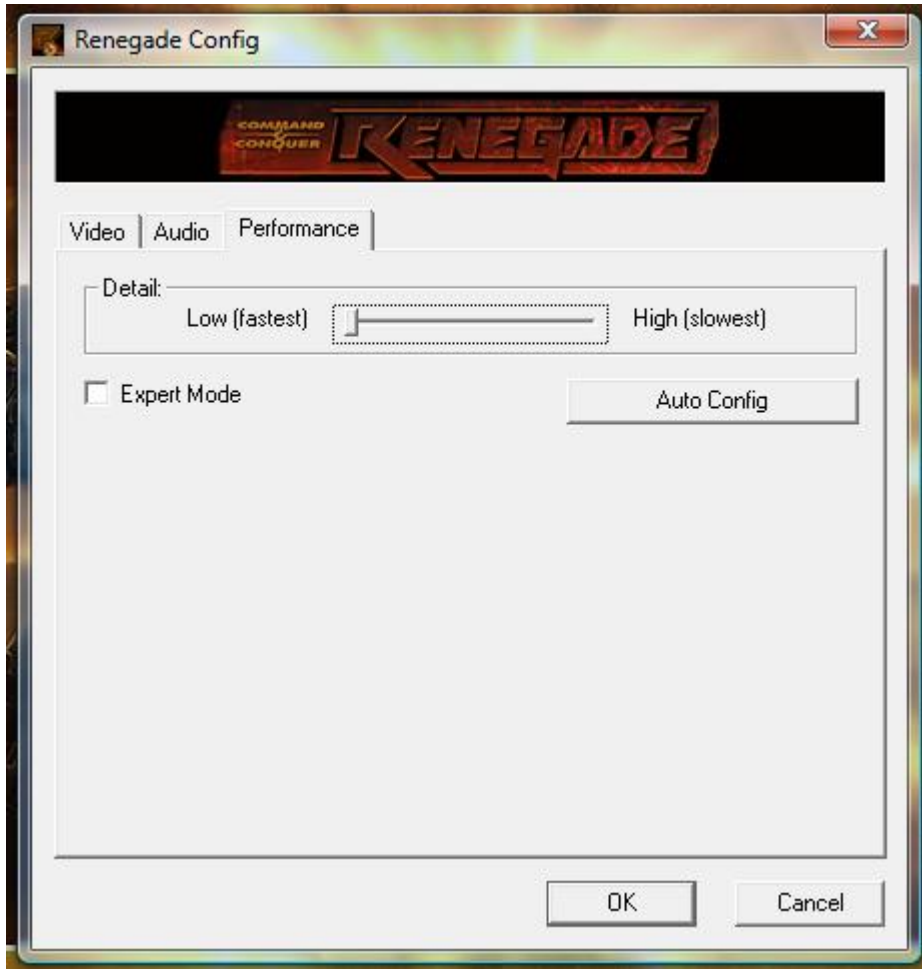 Renegade Config
COMMAND & CONQUER RENEGADE
Video Audio Performance
Detail:
Low (fastest) High (slowest)
Expert Mode Auto Config
OK Cancel